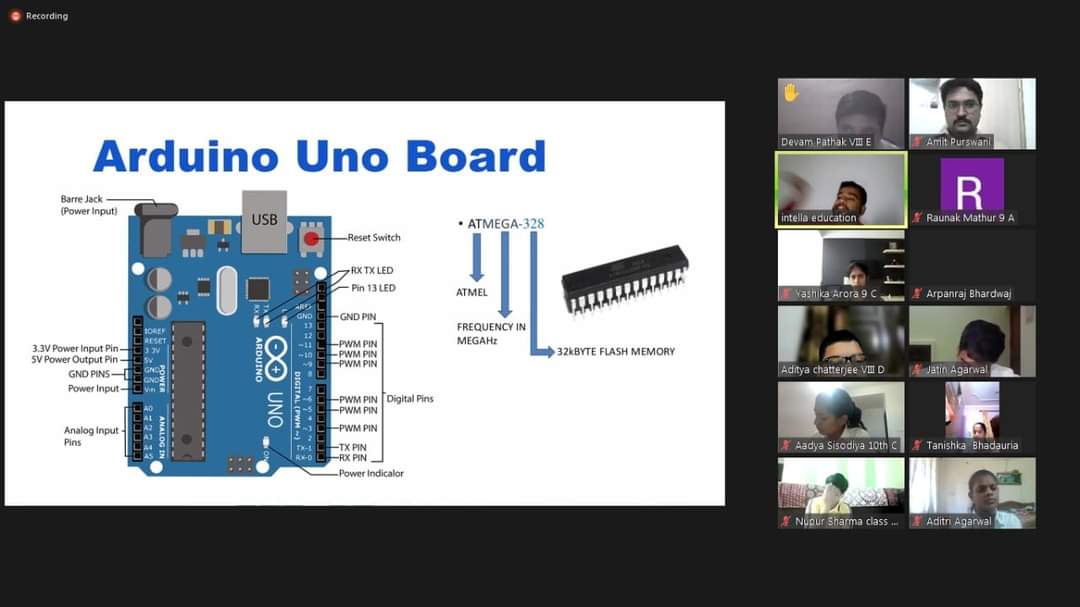 Recording
Arduino Uno Board
Barre Jack
(Power Input)
USB
Reset Switch
RX TX LED
Pin 13 LED
GND PIN
PWM PIN
PWM PIN
PWM PIN
PWM PIN
PWM PIN
PWM PIN
TX PIN
RX PIN
Digital Pins
Power Indicalor
3.3V Power Input Pin
5V Power Output Pin
GND PINS
Power Input
Analog Input
Pins
IOREF
RESET
3 3V
5V
GND
GND
Vin
POWER
A0
A1
A2
A3
A4
A5
ANALOG IN
ARDUINO
UNO
RX
TX
L
ON
AREF
GND
13
12
~11
~10
~9
8
7
~6
~5
4
~3
2
TX-1
RX-0
DIGITAL (PWM ~)
• ATMEGA-328
ATMEL
FREQUENCY IN
MEGAHz
32kBYTE FLASH MEMORY
Devam Pathak VIII E
Amit Purswani
intella education
R
Raunak Mathur 9 A
Yashika Arora 9 C
Arpanraj Bhardwaj
Aditya chatterjee VIII D
Jatin Agarwal
Aadya Sisodiya 10th C
Tanishka Bhadauria
Nupur Sharma class ...
Aditri Agarwal